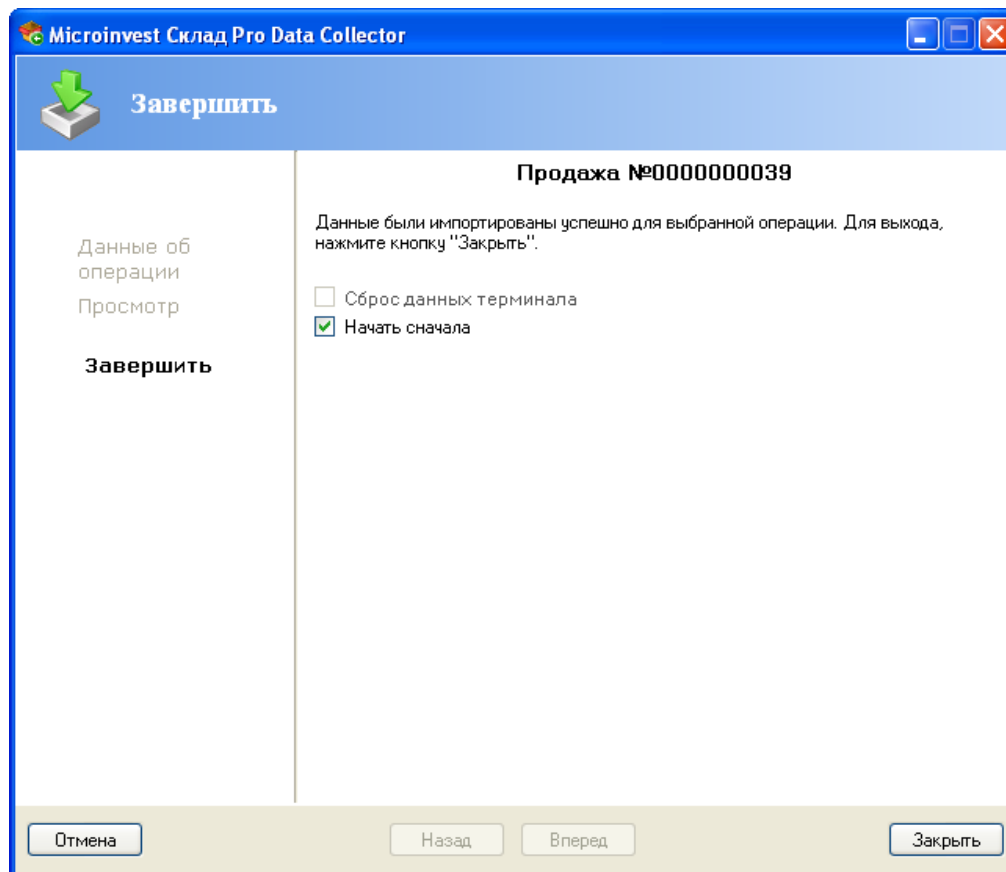 Microinvest Склад Pro Data Collector
Завершить
Продажа №0000000039
Данные были импортированы успешно для выбранной операции. Для выхода,
нажмите кнопку "Закрыть".
Данные об
операции
Просмотр
Завершить
Сброс данных терминала
Начать сначала
Отмена
Назад
Вперед
Закрыть